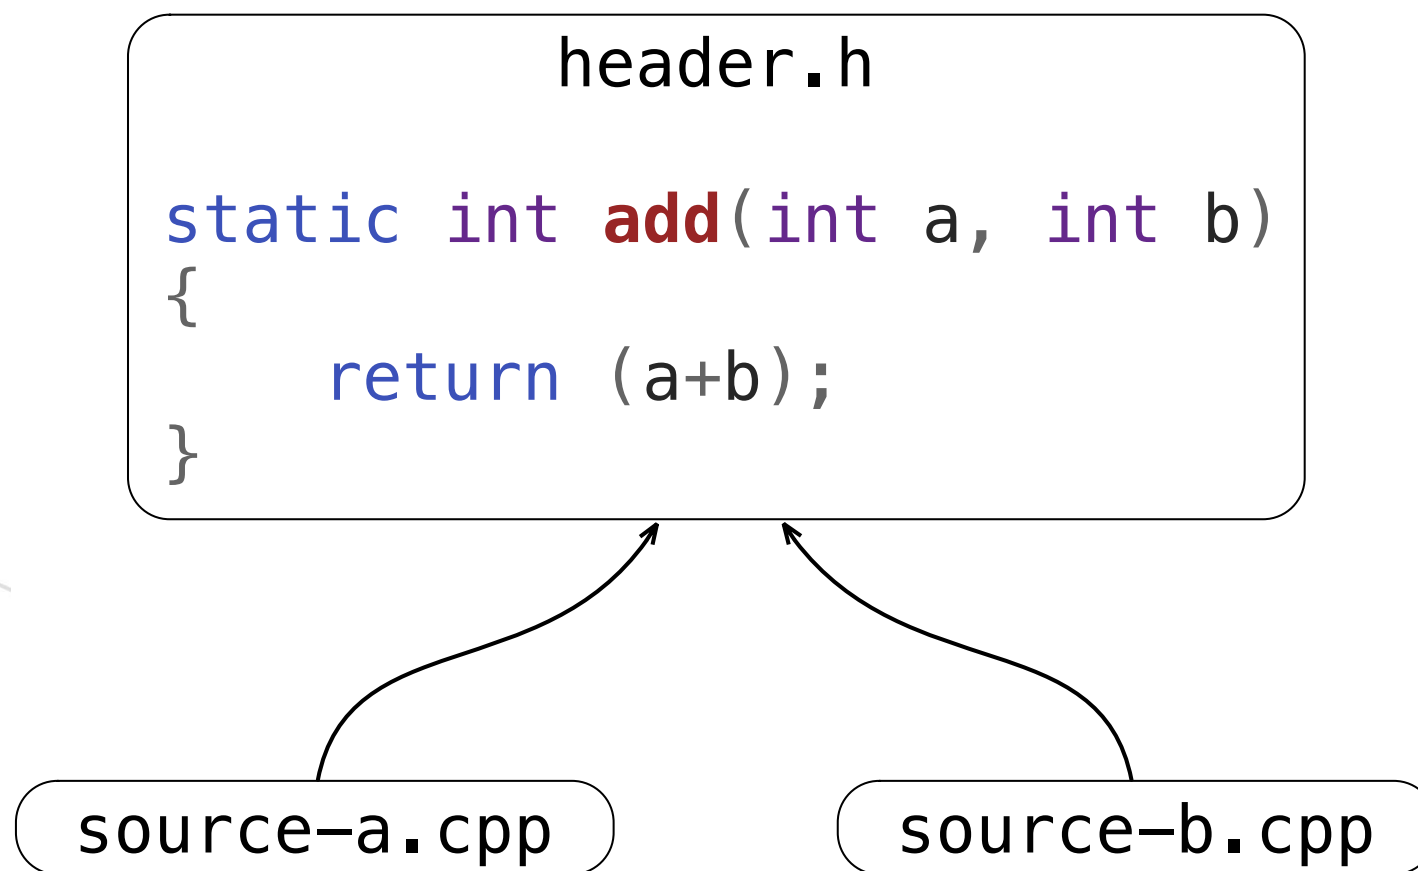 header.h
static int add(int a, int b)
{
    return (a+b);
}
source-a.cpp
source-b.cpp